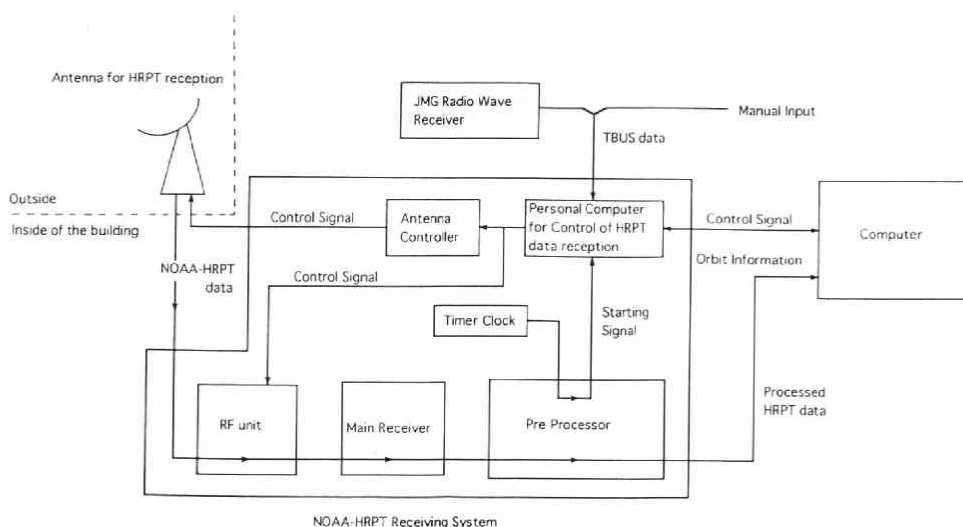 Antenna for HRPT reception
JMG Radio Wave
Receiver
Manual Input
TBUS data
Outside
Inside of the building
Control Signal
Antenna
Controller
Personal Computer
for Control of HRPT
data reception
Control Signal
Orbit Information
Computer
NOAA-HRPT
data
Control Signal
Timer Clock
Starting
Signal
RF unit
Main Receiver
Pre Processor
Processed
HRPT data
NOAA-HRPT Receiving System